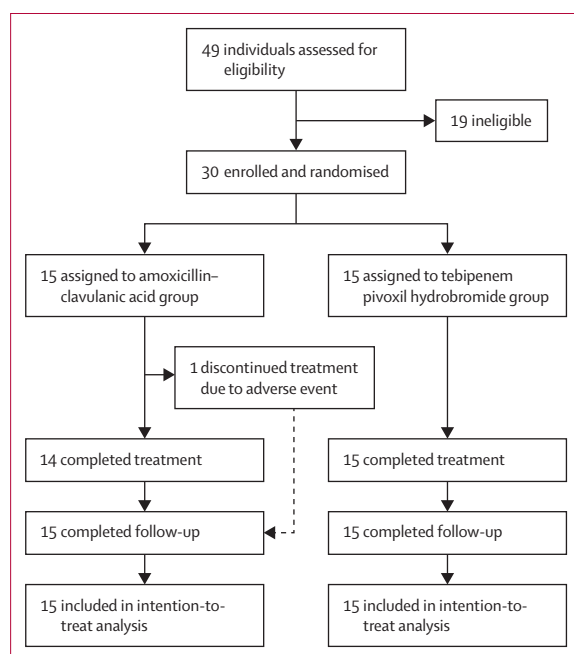 49 individuals assessed for
eligibility
19 ineligible
30 enrolled and randomised
15 assigned to amoxicillin–
clavulanic acid group
15 assigned to tebipenem
pivoxil hydrobromide group
1 discontinued treatment
due to adverse event
14 completed treatment
15 completed treatment
15 completed follow-up
15 completed follow-up
15 included in intention-to-
treat analysis
15 included in intention-to-
treat analysis